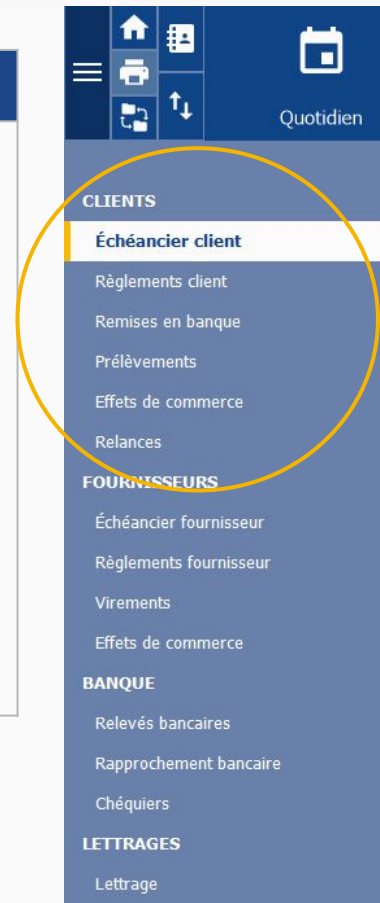 Quotidien
CLIENTS
Échéancier client
Règlements client
Remises en banque
Prélèvements
Effets de commerce
Relances
FOURNISSEURS
Échéancier fournisseur
Règlements fournisseur
Virements
Effets de commerce
BANQUE
Relevés bancaires
Rapprochement bancaire
Chéquiers
LETTRAGES
Lettrage